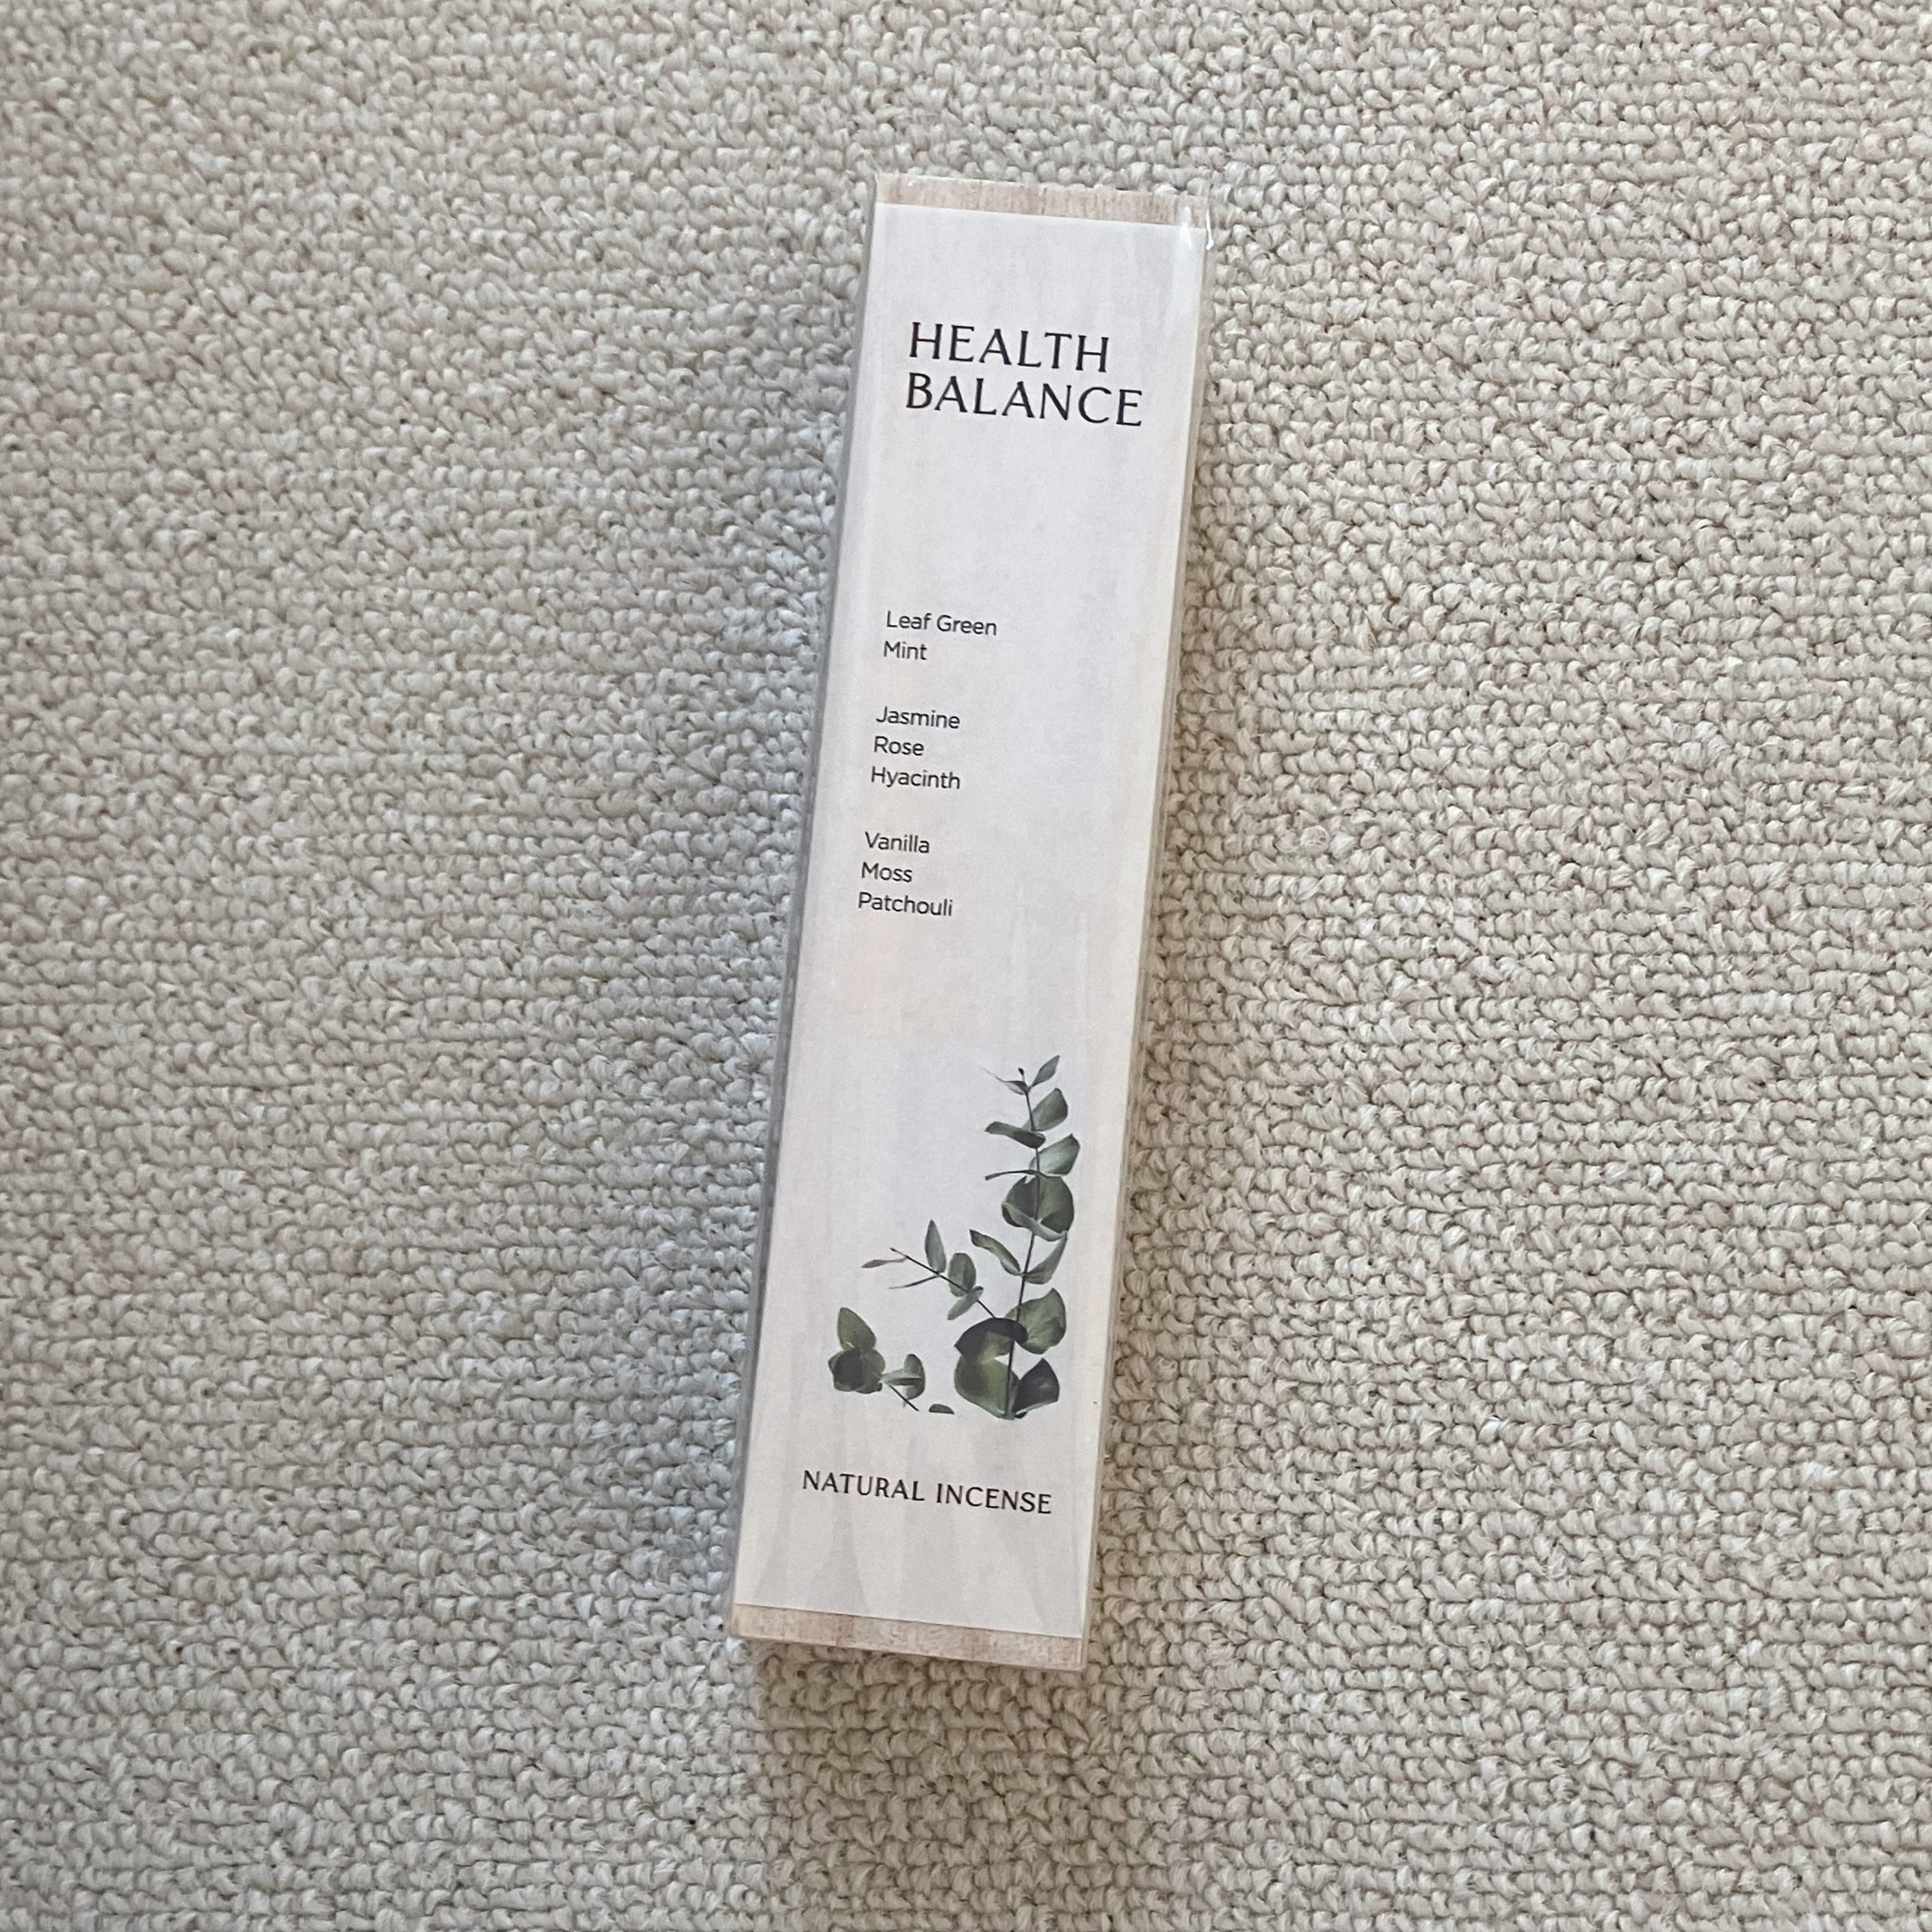 HEALTH
BALANCE
Leaf Green
Mint
Jasmine
Rose
Hyacinth
Vanilla
Moss
Patchouli
NATURAL INCENSE